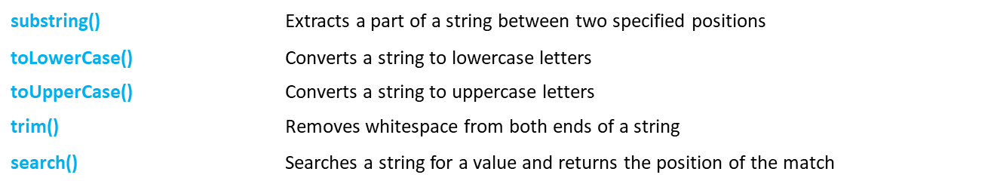 substring() Extracts a part of a string between two specified positions
toLowerCase() Converts a string to lowercase letters
toUpperCase() Converts a string to uppercase letters
trim() Removes whitespace from both ends of a string
search() Searches a string for a value and returns the position of the match